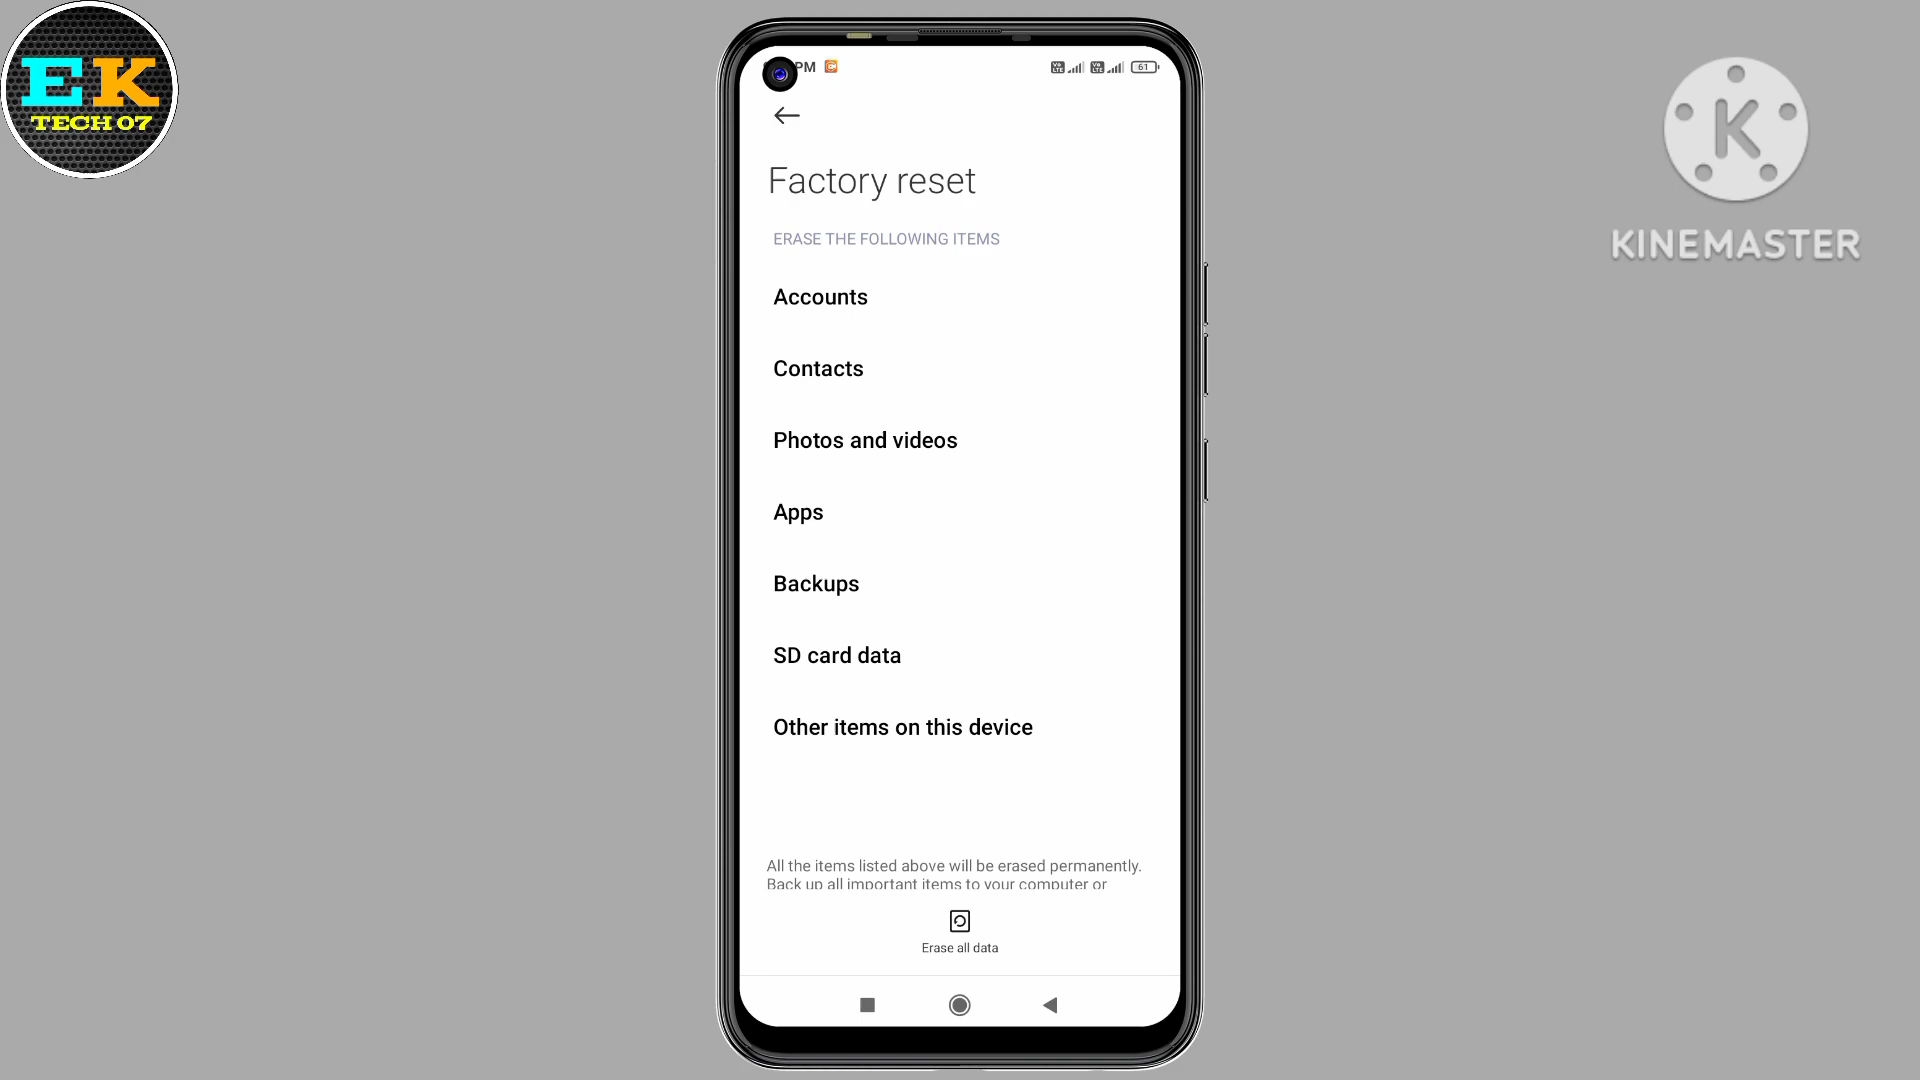 EK
TECH 07
PM
61
Factory reset
ERASE THE FOLLOWING ITEMS
Accounts
Contacts
Photos and videos
Apps
Backups
SD card data
Other items on this device
All the items listed above will be erased permanently.
Back up all important items to your computer or
Erase all data
K
KINEMASTER